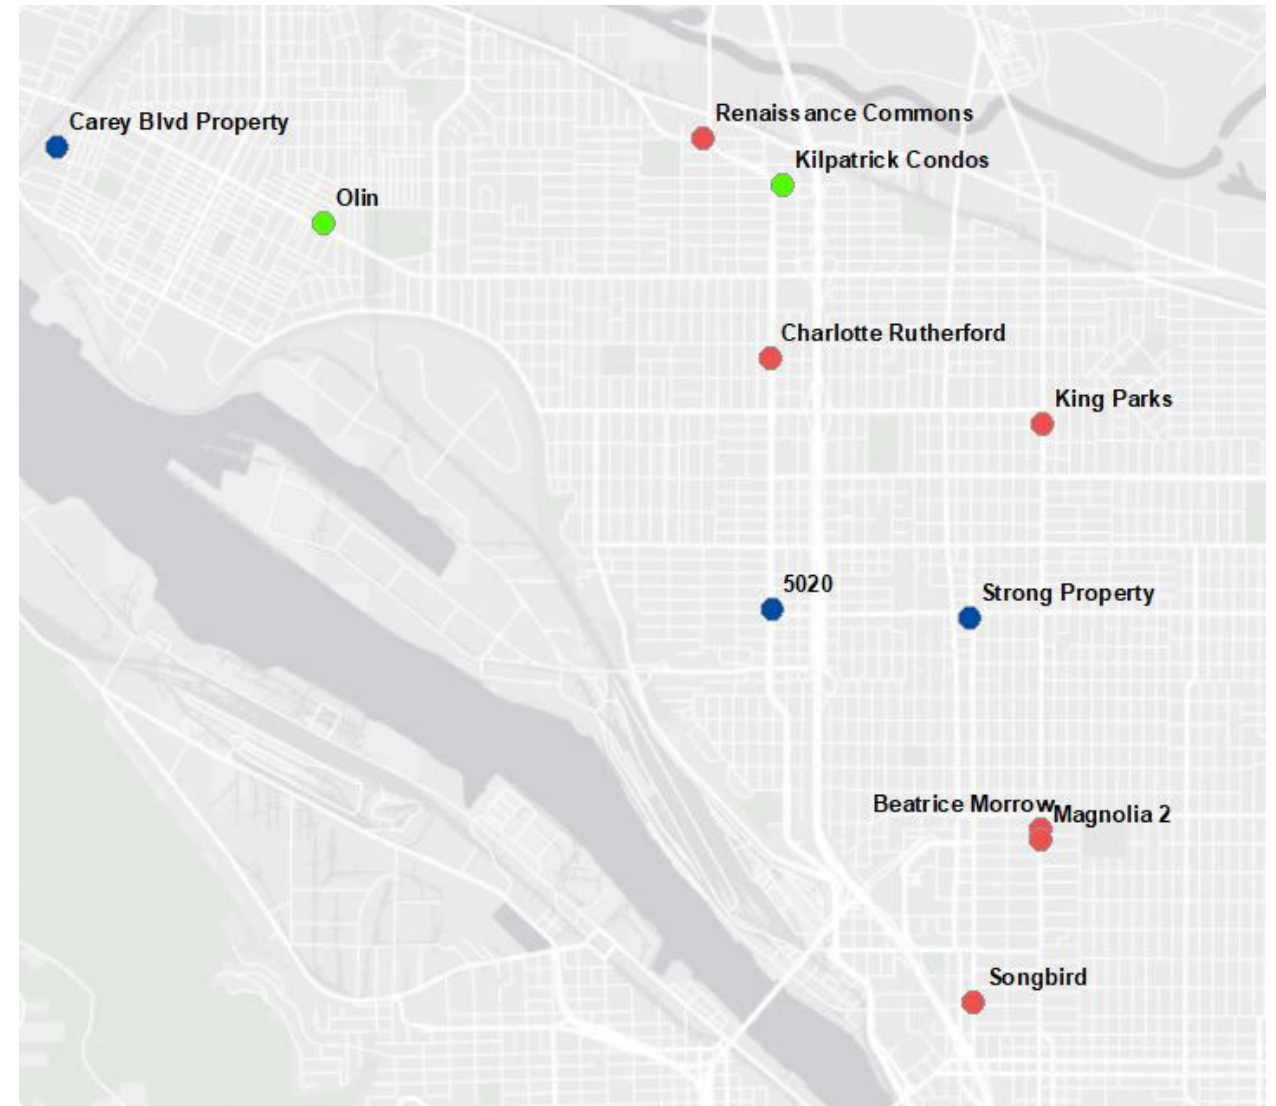 Renaissance Commons
Carey Blvd Property
Kilpatrick Condos
Olin
Charlotte Rutherford
King Parks
5020
Strong Property
Beatrice Morrow
Magnolia 2
Songbird